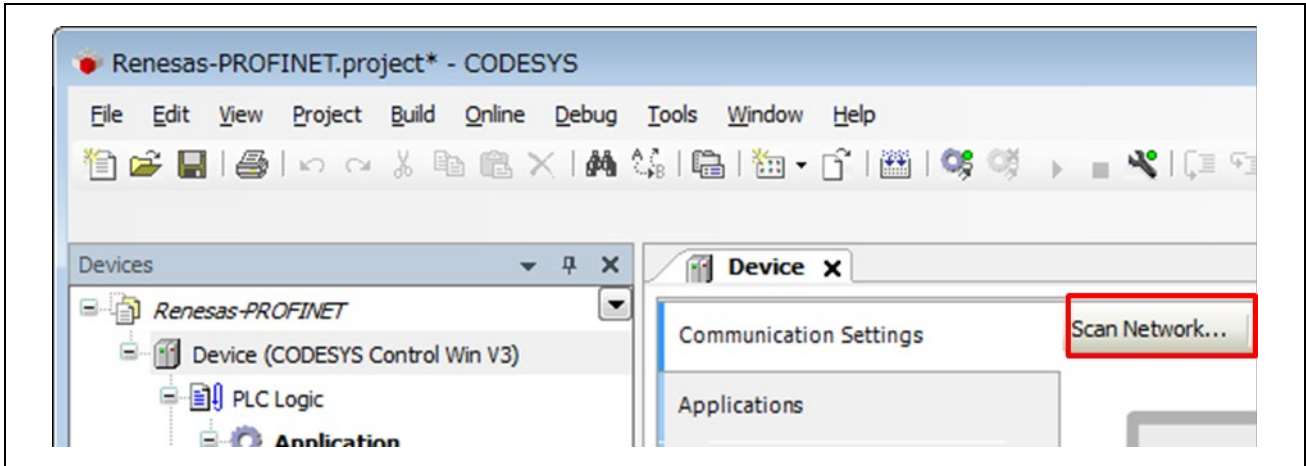 Renesas-PROFINET.project* - CODESYS
File Edit View Project Build Online Debug Tools Window Help
Devices
Device
Renesas-PROFINET
Communication Settings
Scan Network...
Device (CODESYS Control Win V3)
PLC Logic
Applications
Application